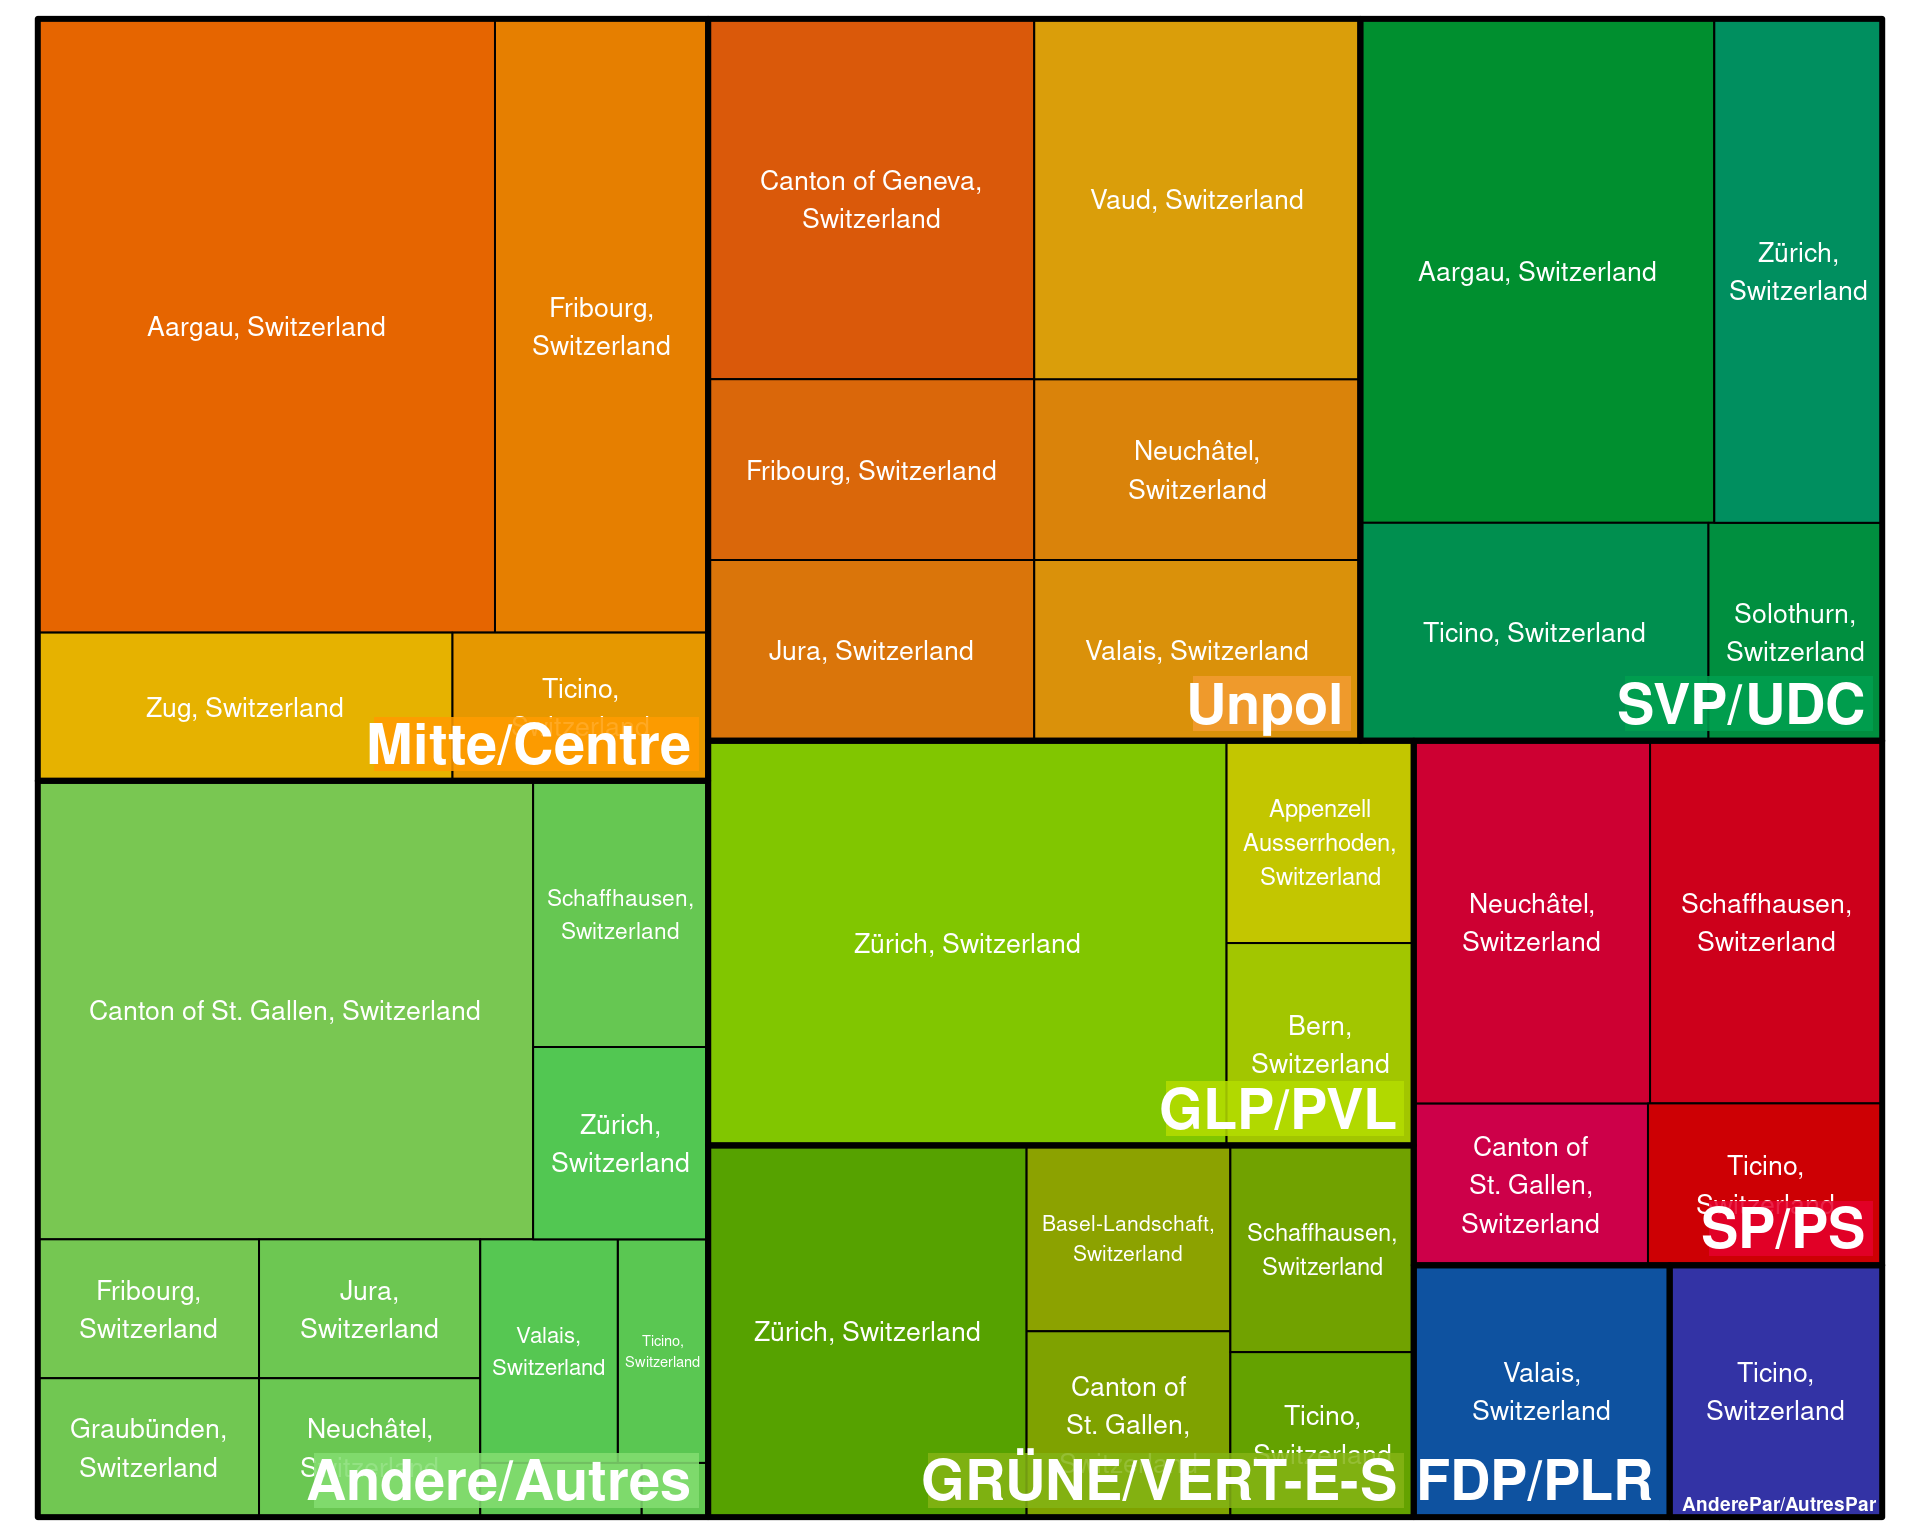 Aargau, Switzerland
Fribourg,
Switzerland
Zug, Switzerland
Ticino,
Switzerland
Mitte/Centre
Canton of Geneva,
Switzerland
Vaud, Switzerland
Fribourg, Switzerland
Neuchâtel,
Switzerland
Jura, Switzerland
Valais, Switzerland
Unpol
Aargau, Switzerland
Zürich,
Switzerland
Ticino, Switzerland
Solothurn,
Switzerland
SVP/UDC
Canton of St. Gallen, Switzerland
Schaffhausen,
Switzerland
Zürich,
Switzerland
Fribourg,
Switzerland
Jura,
Switzerland
Graubünden,
Switzerland
Neuchâtel,
Switzerland
Valais,
Switzerland
Ticino,
Switzerland
Andere/Autres
Zürich, Switzerland
Appenzell
Ausserrhoden,
Switzerland
Bern,
Switzerland
GLP/PVL
Zürich, Switzerland
Basel-Landschaft,
Switzerland
Canton of
St. Gallen,
Switzerland
Schaffhausen,
Switzerland
Ticino,
Switzerland
GRÜNE/VERT-E-S
Neuchâtel,
Switzerland
Schaffhausen,
Switzerland
Canton of
St. Gallen,
Switzerland
Ticino,
Switzerland
SP/PS
Valais,
Switzerland
FDP/PLR
Ticino,
Switzerland
AnderePar/AutresPar